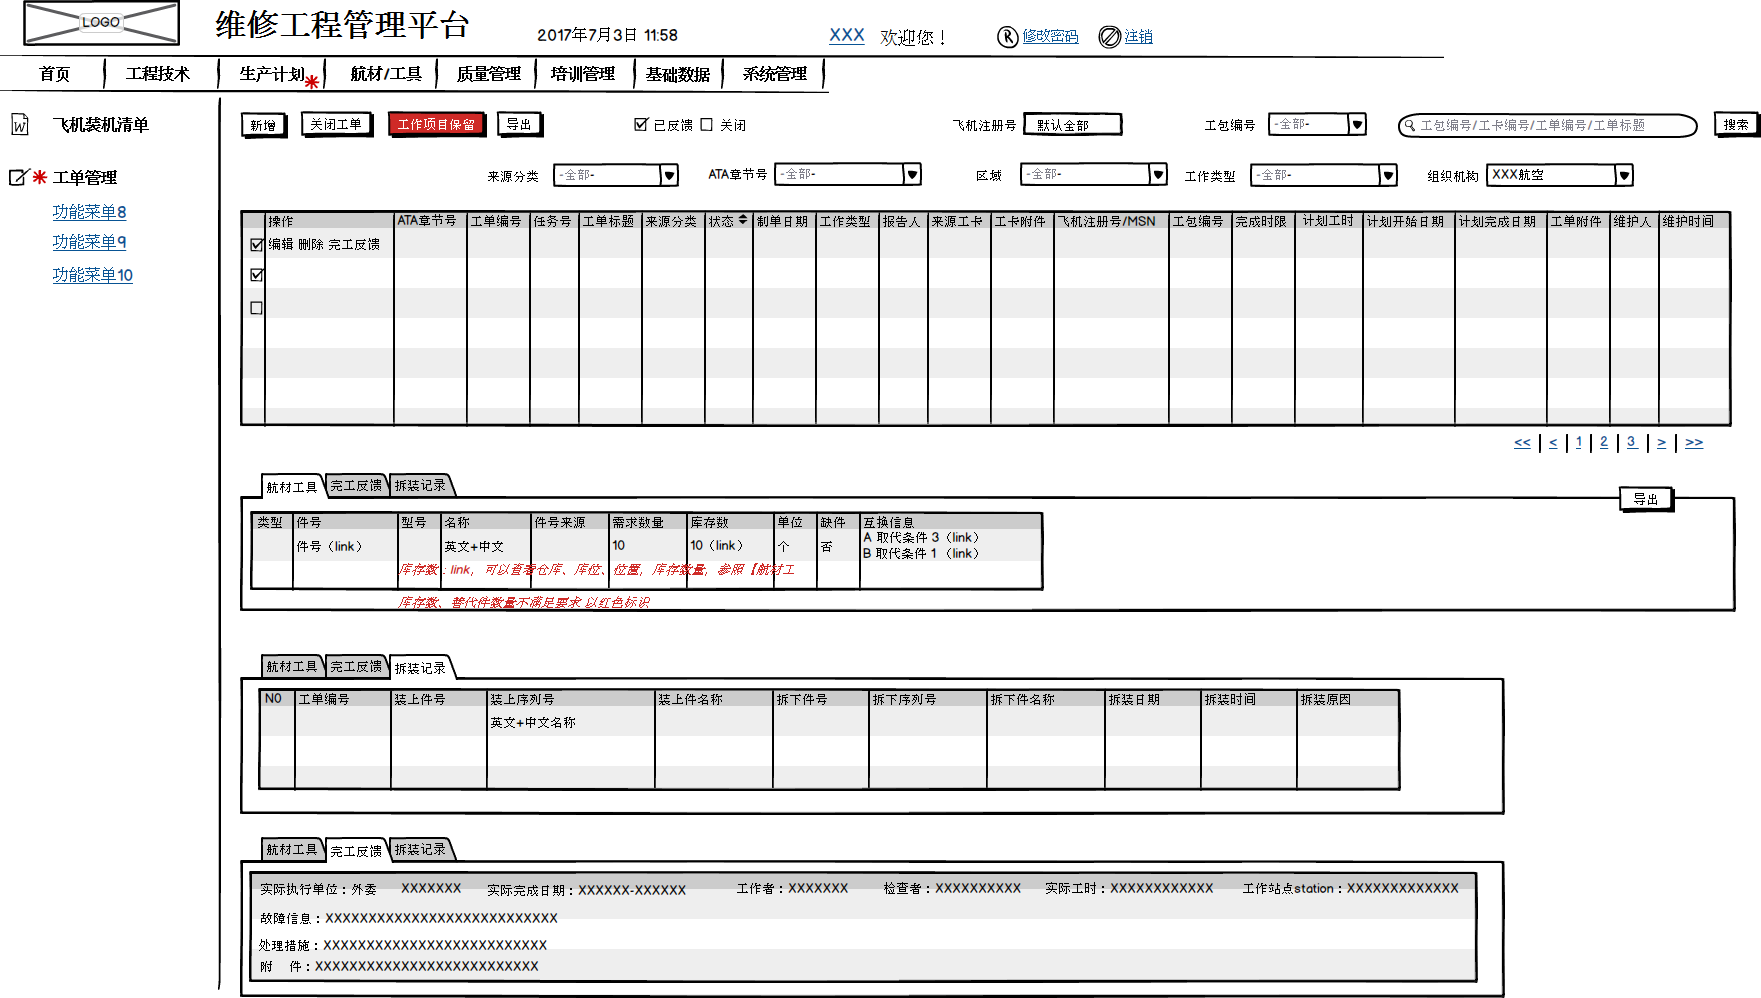 LOGO
维修工程管理平台
2017年7月3日 11:58
XXX 欢迎您！
修改密码
注销
首页 工程技术 生产计划 航材/工具 质量管理 培训管理 基础数据 系统管理
飞机装机清单
工单管理
功能菜单8
功能菜单9
功能菜单10
新增 关闭工单 工作项目保留 导出 已反馈 关闭 飞机注册号 默认全部 工包编号 -全部- 工包编号/工卡编号/工单编号/工单标题 搜索
来源分类 -全部- ATA章节号 -全部- 区域 -全部- 工作类型 -全部- 组织机构 XXX航空
操作 ATA章节号 工单编号 任务号 工单标题 来源分类 状态 制单日期 工作类型 报告人 来源工卡 工卡附件 飞机注册号/MSN 工包编号 完成时限 计划工时 计划开始日期 计划完成日期 工单附件 维护人 维护时间
编辑 删除 完工反馈
<< < 1 2 3 > >>
航材工具 完工反馈 拆装记录
导出
类型 件号 型号 名称 件号来源 需求数量 库存数 单位 缺件 互换信息
件号（link） 英文+中文 10 10（link） 个 否 A 取代条件 3（link）
B 取代条件 1（link）
库存数：link，可以查看仓库、库位、位置，库存数量，参照【航材工
库存数、替代件数量不满足要求 以红色标识
航材工具 完工反馈 拆装记录
NO 工单编号 装上件号 装上序列号 装上件名称 拆下件号 拆下序列号 拆下件名称 拆装日期 拆装时间 拆装原因
英文+中文名称
航材工具 完工反馈 拆装记录
实际执行单位：外委 XXXXXXX 实际完成日期：XXXXXX-XXXXXX 工作者：XXXXXXX 检查者：XXXXXXXXXX 实际工时：XXXXXXXXXXXX 工作站点station：XXXXXXXXXXXXX
故障信息：XXXXXXXXXXXXXXXXXXXXXXXXXXX
处理措施：XXXXXXXXXXXXXXXXXXXXXXXXXX
附 件：XXXXXXXXXXXXXXXXXXXXXXXXXX